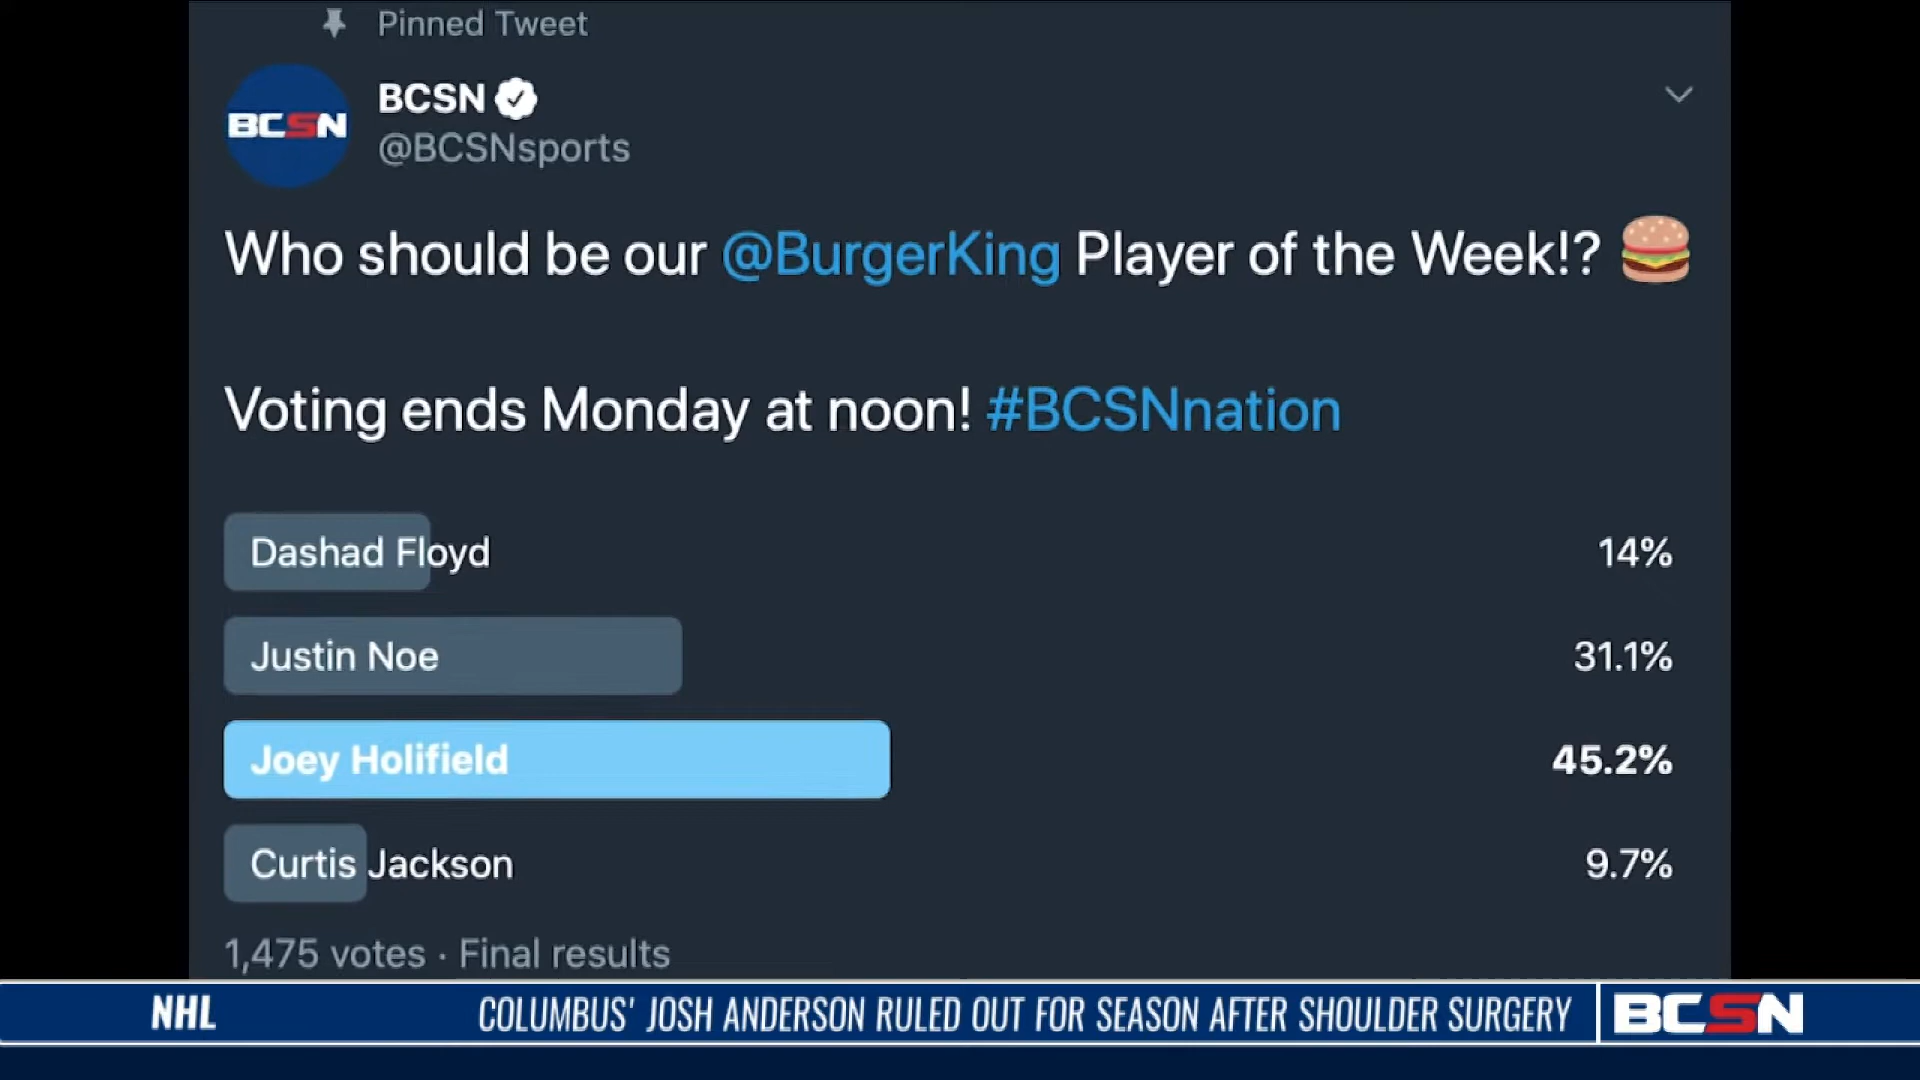 Pinned Tweet
BCSN
BCSN
@BCSNsports
Who should be our @BurgerKing Player of the Week!?
Voting ends Monday at noon! #BCSNnation
Dashad Floyd 14%
Justin Noe 31.1%
Joey Holifield 45.2%
Curtis Jackson 9.7%
1,475 votes · Final results
NHL COLUMBUS' JOSH ANDERSON RULED OUT FOR SEASON AFTER SHOULDER SURGERY BCSN